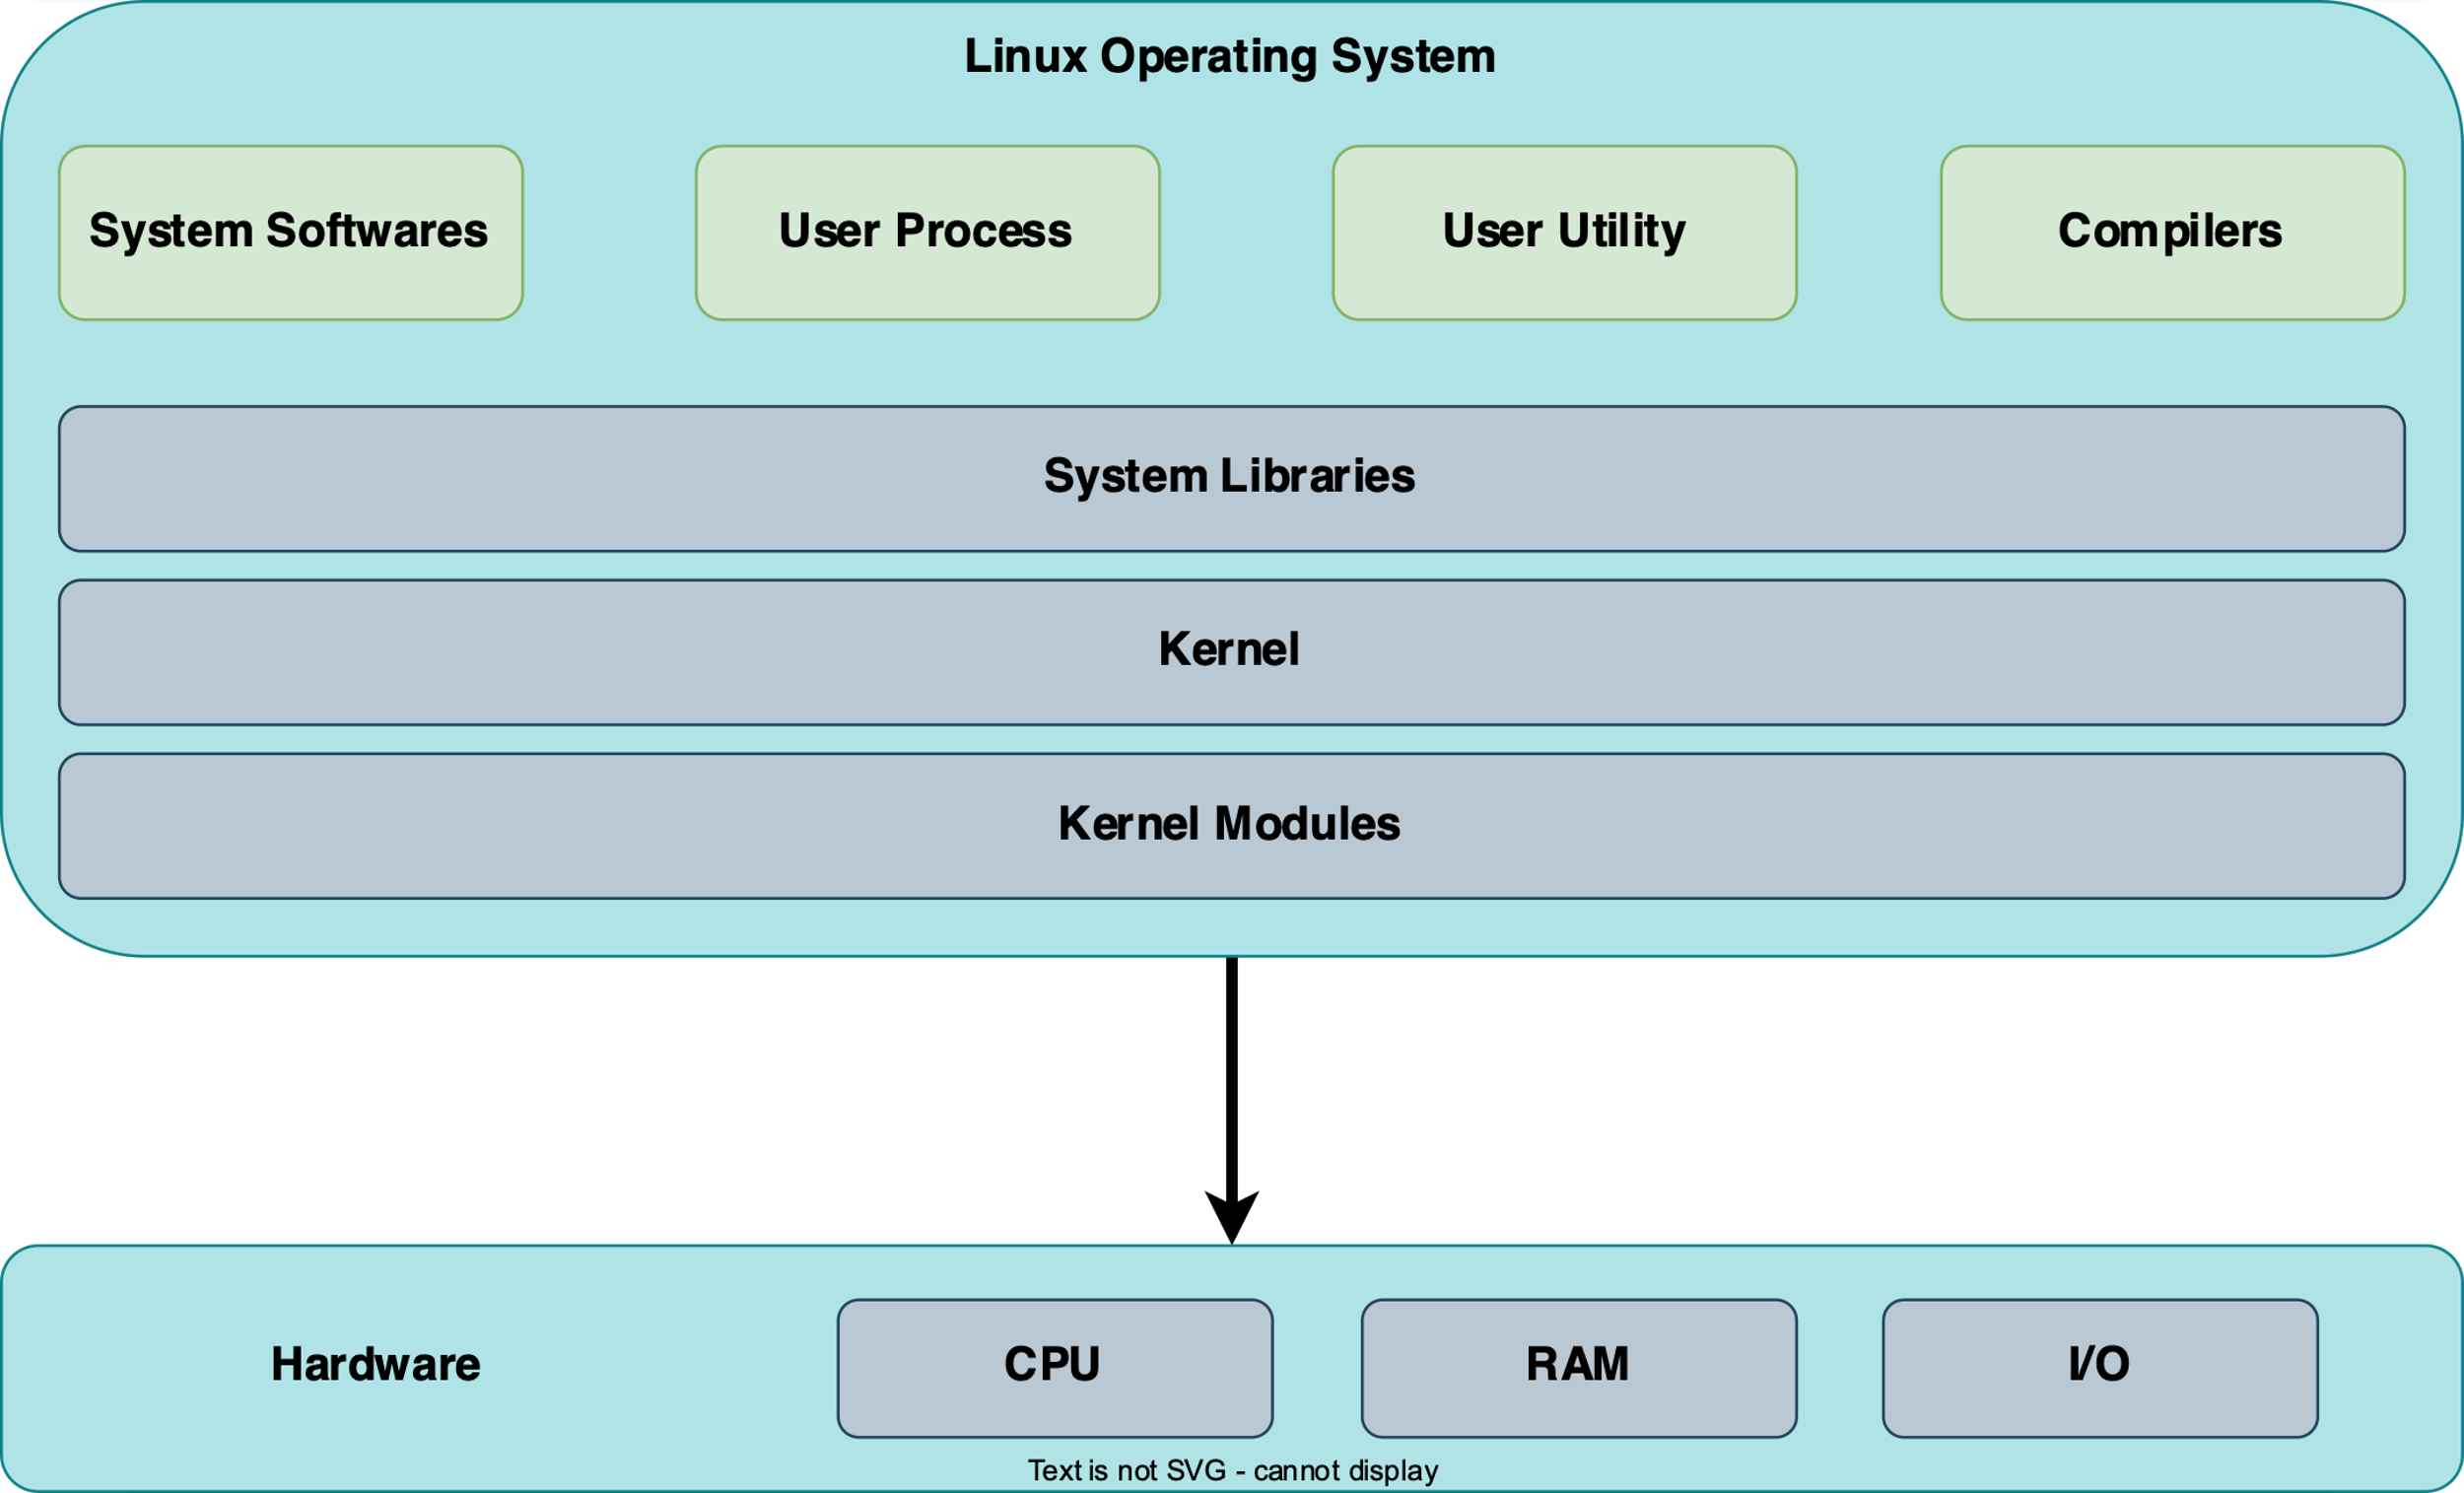 Linux Operating System
System Softwares
User Process
User Utility
Compilers
System Libraries
Kernel
Kernel Modules
Hardware
CPU
RAM
I/O
Text is not SVG - cannot display